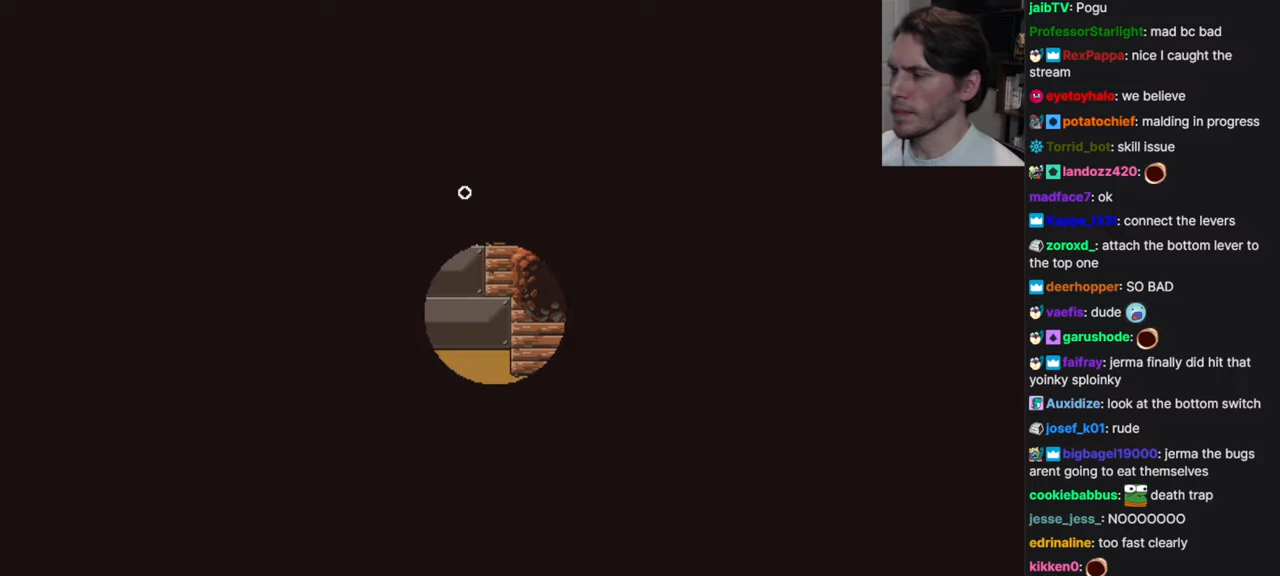 jaibTV: Pogu
ProfessorStarlight: mad bc bad
RexPappa: nice I caught the
stream
eyetoyhalo: we believe
potatochief: malding in progress
Torrid_bot: skill issue
landozz420:
madface7: ok
Kappa_1331: connect the levers
zoroxd_: attach the bottom lever to
the top one
deerhopper: SO BAD
vaefis: dude
garushode:
faifray: jerma finally did hit that
yoinky sploinky
Auxidize: look at the bottom switch
josef_k01: rude
bigbagel19000: jerma the bugs
arent going to eat themselves
cookiebabbus: death trap
jesse_jess_: NOOOOOOO
edrinaline: too fast clearly
kikken0: